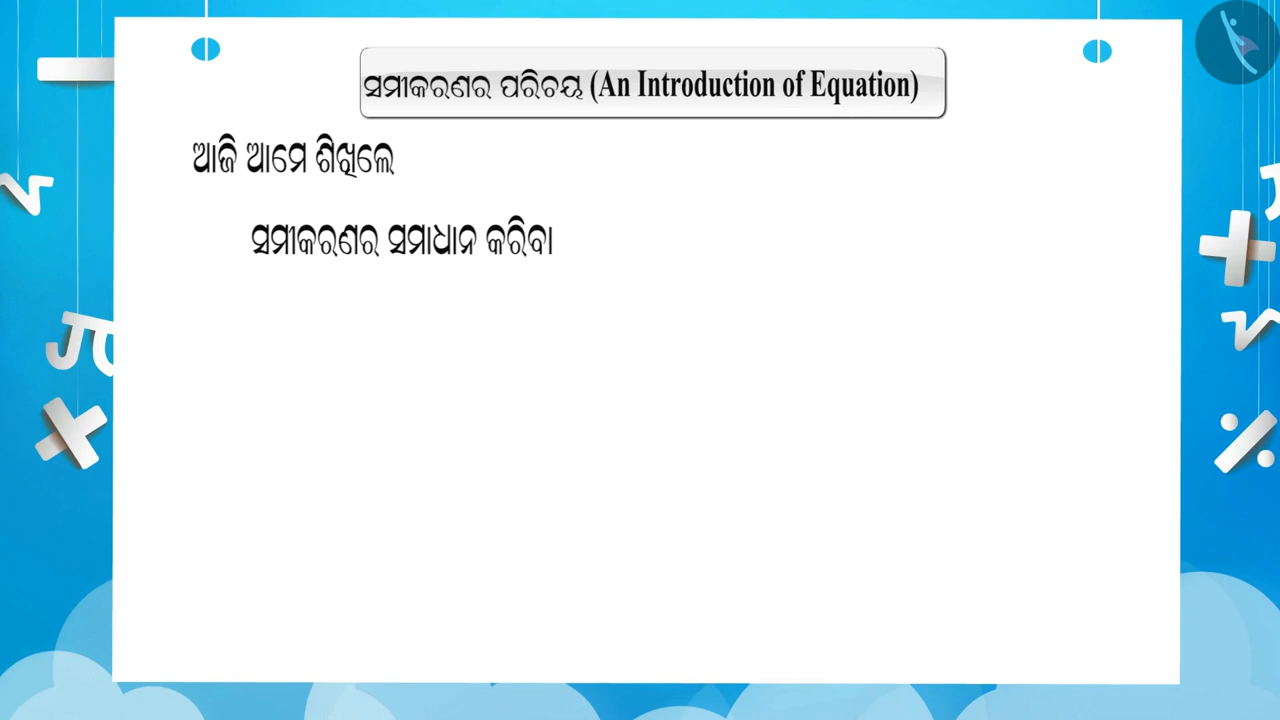 ସମୀକରଣର ପରିଚୟ (An Introduction of Equation)
ଆଜି ଆମେ ଶିଖିଲେ
ସମୀକରଣର ସମାଧାନ କରିବା